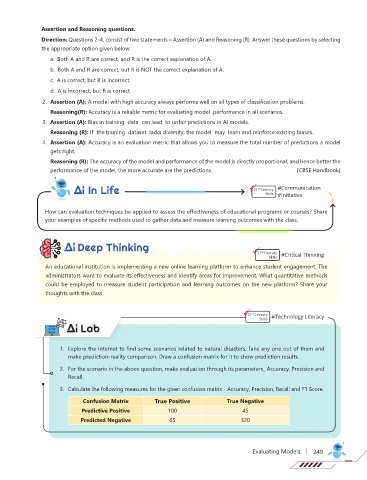 Assertion and Reasoning questions.
Direction: Questions 2-4, consist of two statements – Assertion (A) and Reasoning (R). Answer these questions by selecting
the appropriate option given below:
a. Both A and R are correct, and R is the correct explanation of A.
b. Both A and R are correct, but R is NOT the correct explanation of A.
c. A is correct, but R is incorrect.
d. A is incorrect, but R is correct.
2. Assertion (A): A model with high accuracy always performs well on all types of classification problems.
Reasoning(R): Accuracy is a reliable metric for evaluating model performance in all scenarios.
3. Assertion (A): Bias in training data can lead to unfair predictions in AI models.
Reasoning (R): If the training dataset lacks diversity, the model may learn and reinforce existing biases.
4. Assertion (A): Accuracy is an evaluation metric that allows you to measure the total number of predictions a model
gets right.
Reasoning (R): The accuracy of the model and performance of the model is directly proportional, and hence better the
performance of the model, the more accurate are the predictions. [CBSE Handbook]
Ai In Life
21st Century Skills
#Communication
#Initiative
How can evaluation techniques be applied to assess the effectiveness of educational programs or courses? Share
your examples of specific methods used to gather data and measure learning outcomes with the class.
Ai Deep Thinking
21st Century Skills
#Critical Thinking
An educational institution is implementing a new online learning platform to enhance student engagement. The
administrators want to evaluate its effectiveness and identify areas for improvement. What quantitative methods
could be employed to measure student participation and learning outcomes on the new platform? Share your
thoughts with the class.
21st Century Skills
#Technology Literacy
Ai Lab
1. Explore the internet to find some scenarios related to natural disasters. Take any one out of them and
make prediction-reality comparison. Draw a confusion matrix for it to show prediction results.
2. For the scenario in the above question, make evaluation through its parameters, Accuracy, Precision and
Recall.
3. Calculate the following measures for the given confusion matrix - Accuracy, Precision, Recall and F1 Score.
Confusion Matrix True Positive True Negative
Predictive Positive 100 45
Predicted Negative 65 320
Evaluating Models 249